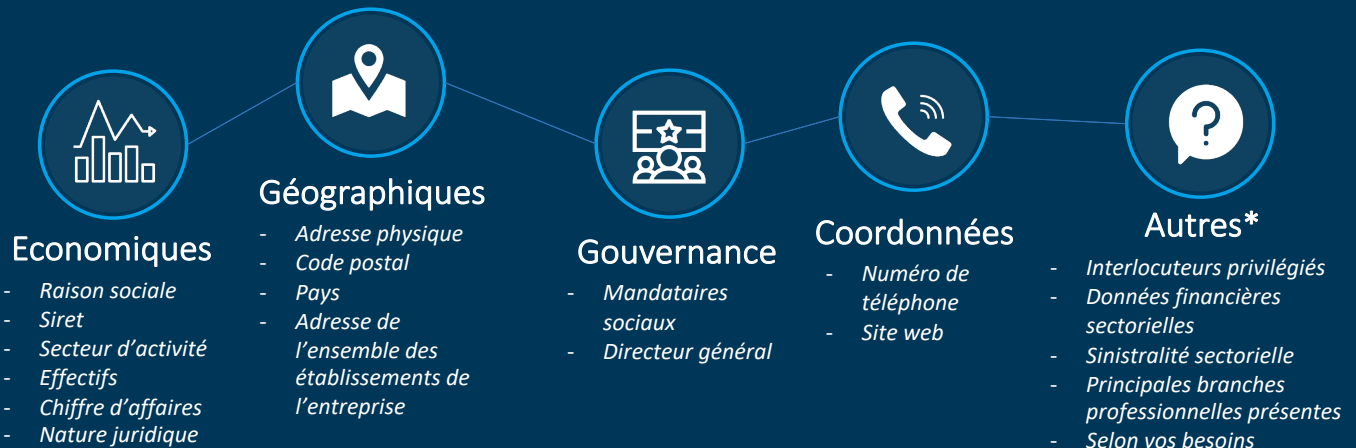 Economiques
- Raison sociale
- Siret
- Secteur d'activité
- Effectifs
- Chiffre d'affaires
- Nature juridique
Géographiques
- Adresse physique
- Code postal
- Pays
- Adresse de
l'ensemble des
établissements de
l'entreprise
Gouvernance
- Mandataires
sociaux
- Directeur général
Coordonnées
- Numéro de
téléphone
- Site web
?
Autres*
- Interlocuteurs privilégiés
- Données financières
sectorielles
- Sinistralité sectorielle
- Principales branches
professionnelles présentes
- Selon vos besoins